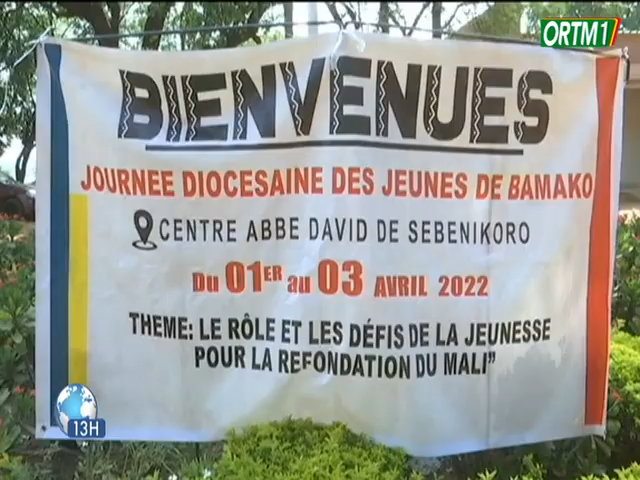 ORTM1
BIENVENUES
JOURNEE DIOCESAINE DES JEUNES DE BAMAKO
CENTRE ABBE DAVID DE SEBENIKORO
DU 01ER au 03 AVRIL 2022
THEME: LE RÔLE ET LES DÉFIS DE LA JEUNESSE
POUR LA REFONDATION DU MALI"
13H